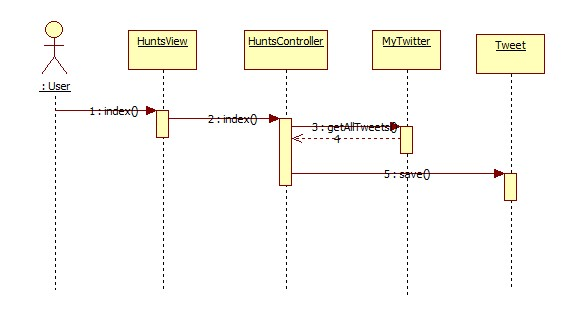 HuntsView
HuntsController
MyTwitter
Tweet
: User
1 : index()
2 : index()
3 : getAllTweets()
4
5 : save()